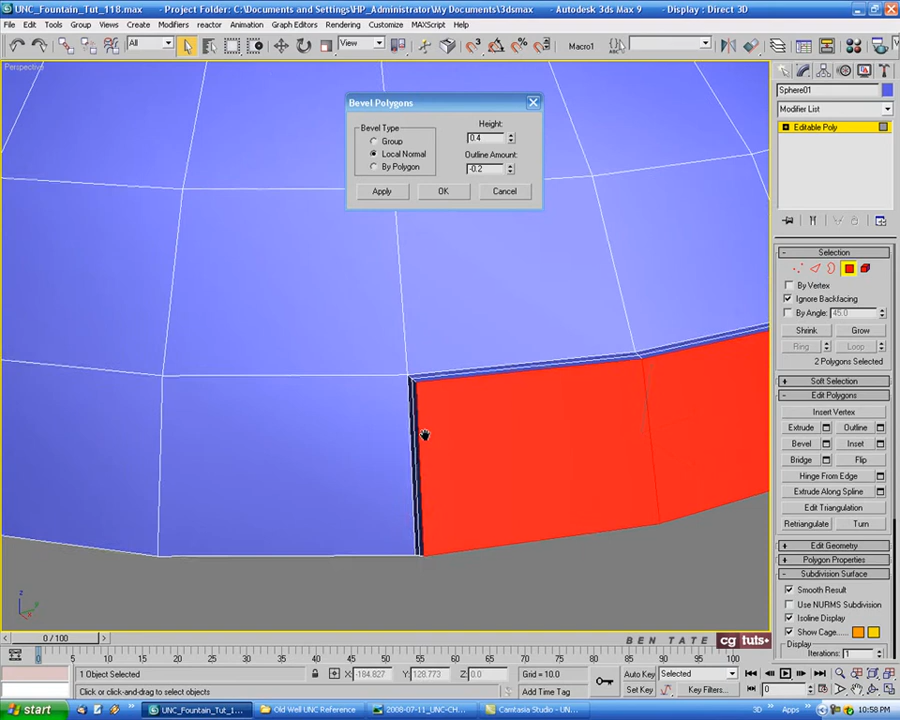 UNC_Fountain_Tut_118.max - Project Folder: C:\Documents and Settings\HP_Administrator\My Documents\3dsmax - Autodesk 3ds Max 9 - Display : Direct 3D
File Edit Tools Group Views Create Modifiers reactor Animation Graph Editors Rendering Customize MAXScript Help
All View Macro1
Perspective
Bevel Polygons
Bevel Type
Group
Local Normal
By Polygon
Height:
0.4
Outline Amount:
-0.2
Apply OK Cancel
Sphere01
Modifier List
Editable Poly
Selection
By Vertex
Ignore Backfacing
By Angle: 45.0
Shrink Grow
Ring Loop
2 Polygons Selected
Soft Selection
Edit Polygons
Insert Vertex
Extrude Outline
Bevel Inset
Bridge Flip
Hinge From Edge
Extrude Along Spline
Edit Triangulation
Retriangulate Turn
Edit Geometry
Polygon Properties
Subdivision Surface
Smooth Result
Use NURMS Subdivision
Isoline Display
Show Cage......
Display
Iterations: 1
BEN TATE cg tuts+
0 / 100
0 5 10 15 20 25 30 35 40 45 50 55 60 65 70 75 80 85 90 95 100
1 Object Selected X: -184.827 Y: 128.773 Z: 0.0 Grid = 10.0 Auto Key Selected
Click or click-and-drag to select objects Add Time Tag Set Key Key Filters... 0
start UNC_Fountain_Tut_1... Old Well UNC Reference 2008-07-11_UNC-CH... Camtasia Studio - UN... 3D Apps 10:58 PM